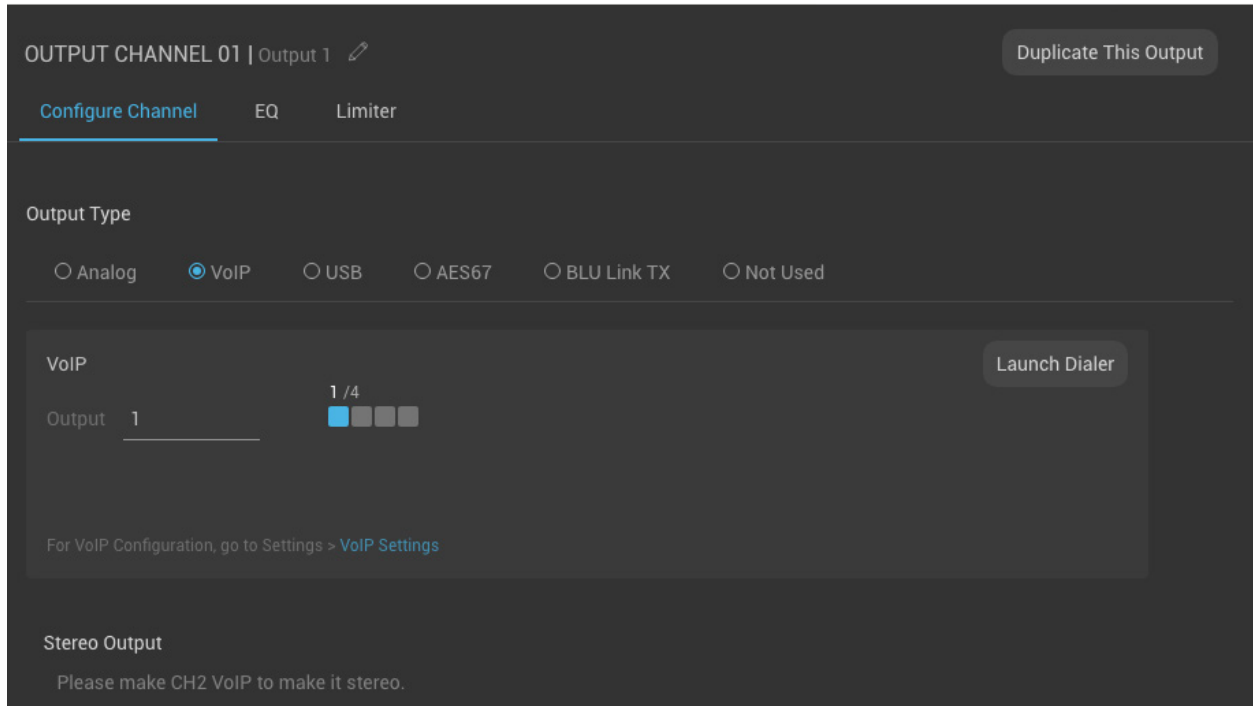 OUTPUT CHANNEL 01 | Output 1
Duplicate This Output
Configure Channel EQ Limiter
Output Type
Analog VoIP USB AES67 BLU Link TX Not Used
VoIP
Launch Dialer
1 /4
Output 1
For VoIP Configuration, go to Settings > VoIP Settings
Stereo Output
Please make CH2 VoIP to make it stereo.